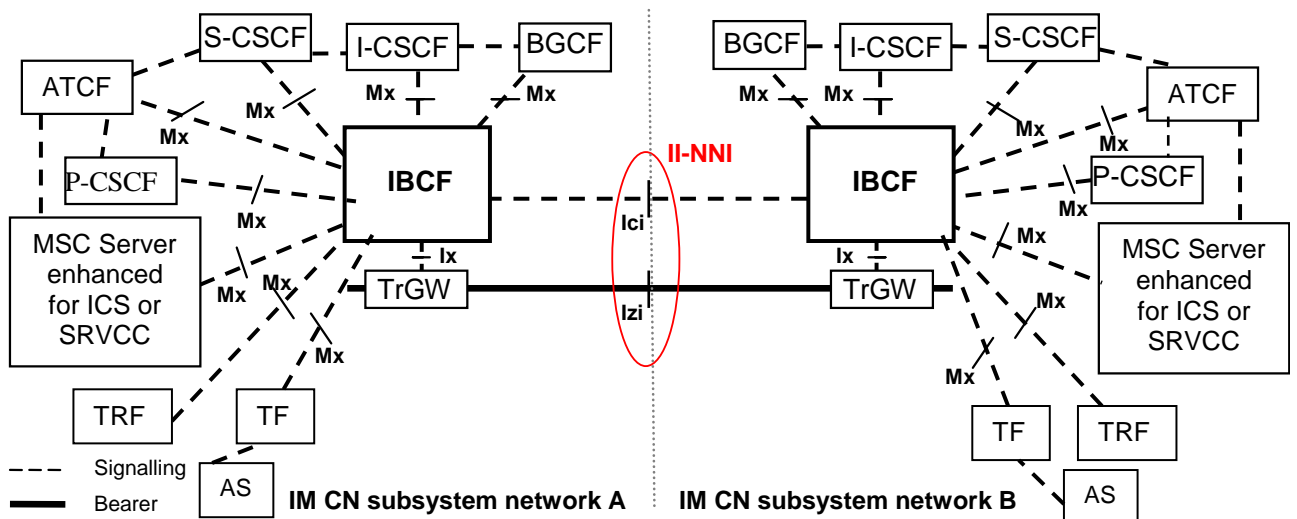 S-CSCF
I-CSCF
BGCF
BGCF
I-CSCF
S-CSCF
ATCF
ATCF
Mx
Mx
Mx
Mx
Mx
Mx
Mx
Mx
Mx
P-CSCF
IBCF
II-NNI
IBCF
P-CSCF
Mx
Mx
MSC Server
enhanced
for ICS or
SRVCC
Ici
MSC Server
enhanced
for ICS or
SRVCC
Mx
Mx
Ix
Ix
Mx
TrGW
TrGW
Izi
Mx
Mx
Mx
TRF
TF
TF
TRF
Signalling
AS
AS
Bearer
IM CN subsystem network A
IM CN subsystem network B